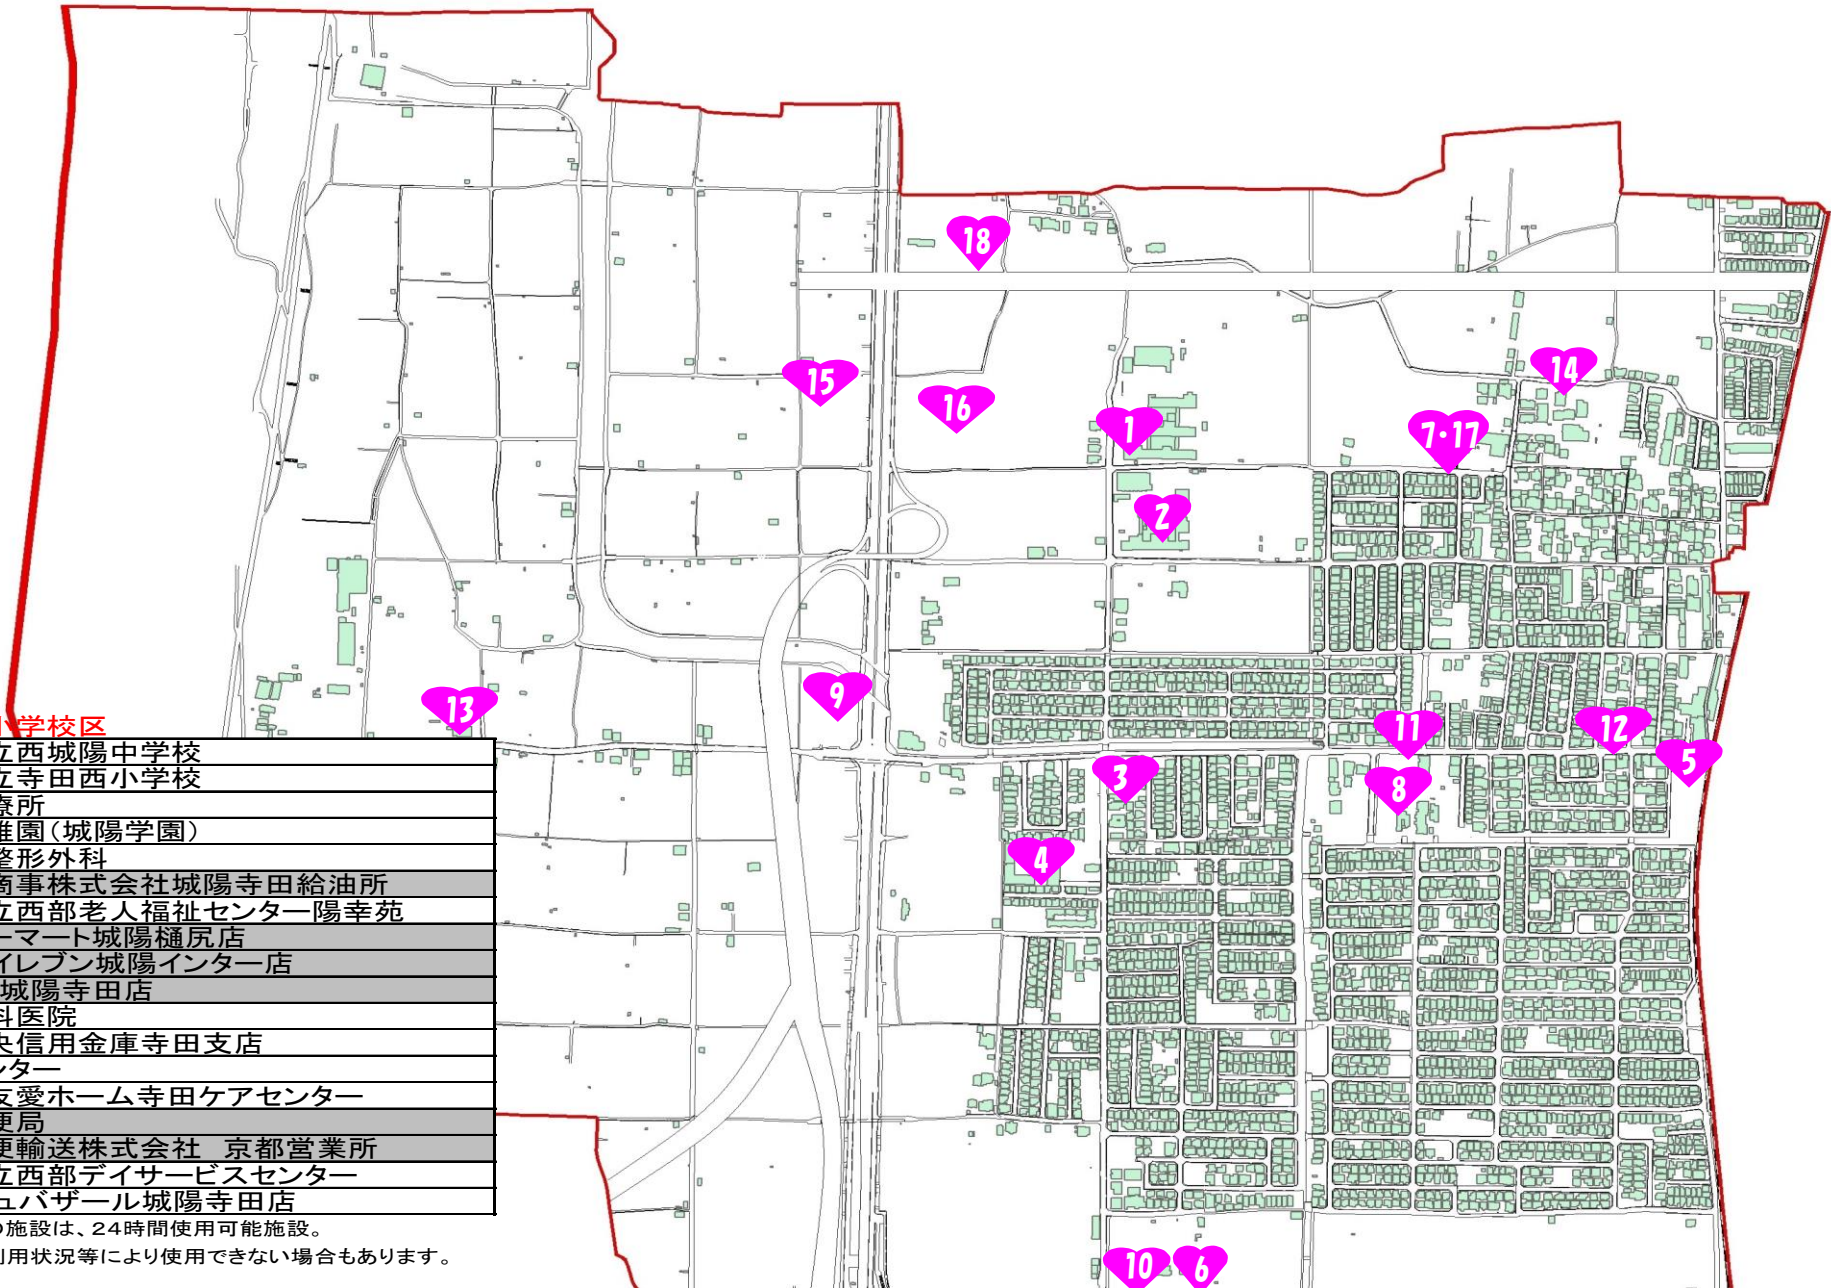 18
14
15
16
1
7・17
2
13
9
11
12
5
3
8
4
10
6
小学校区
立西城陽中学校
立寺田西小学校
療所
稚園(城陽学園)
整形外科
商事株式会社城陽寺田給油所
立西部老人福祉センター陽幸苑
ーマート城陽樋尻店
イレブン城陽インター店
城陽寺田店
科医院
央信用金庫寺田支店
ンター
友愛ホーム寺田ケアセンター
便局
便輸送株式会社 京都営業所
立西部デイサービスセンター
ュバザール城陽寺田店
の施設は、24時間使用可能施設。
利用状況等により使用できない場合もあります。